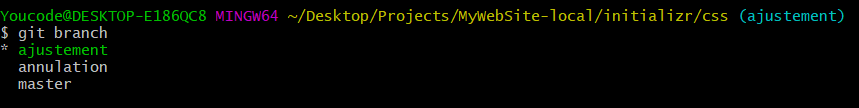 Youcode@DESKTOP-E186QC8 MINGW64 ~/Desktop/Projects/MyWebSite-local/initializr/css (ajustement)
$ git branch
* ajustement
  annulation
  master